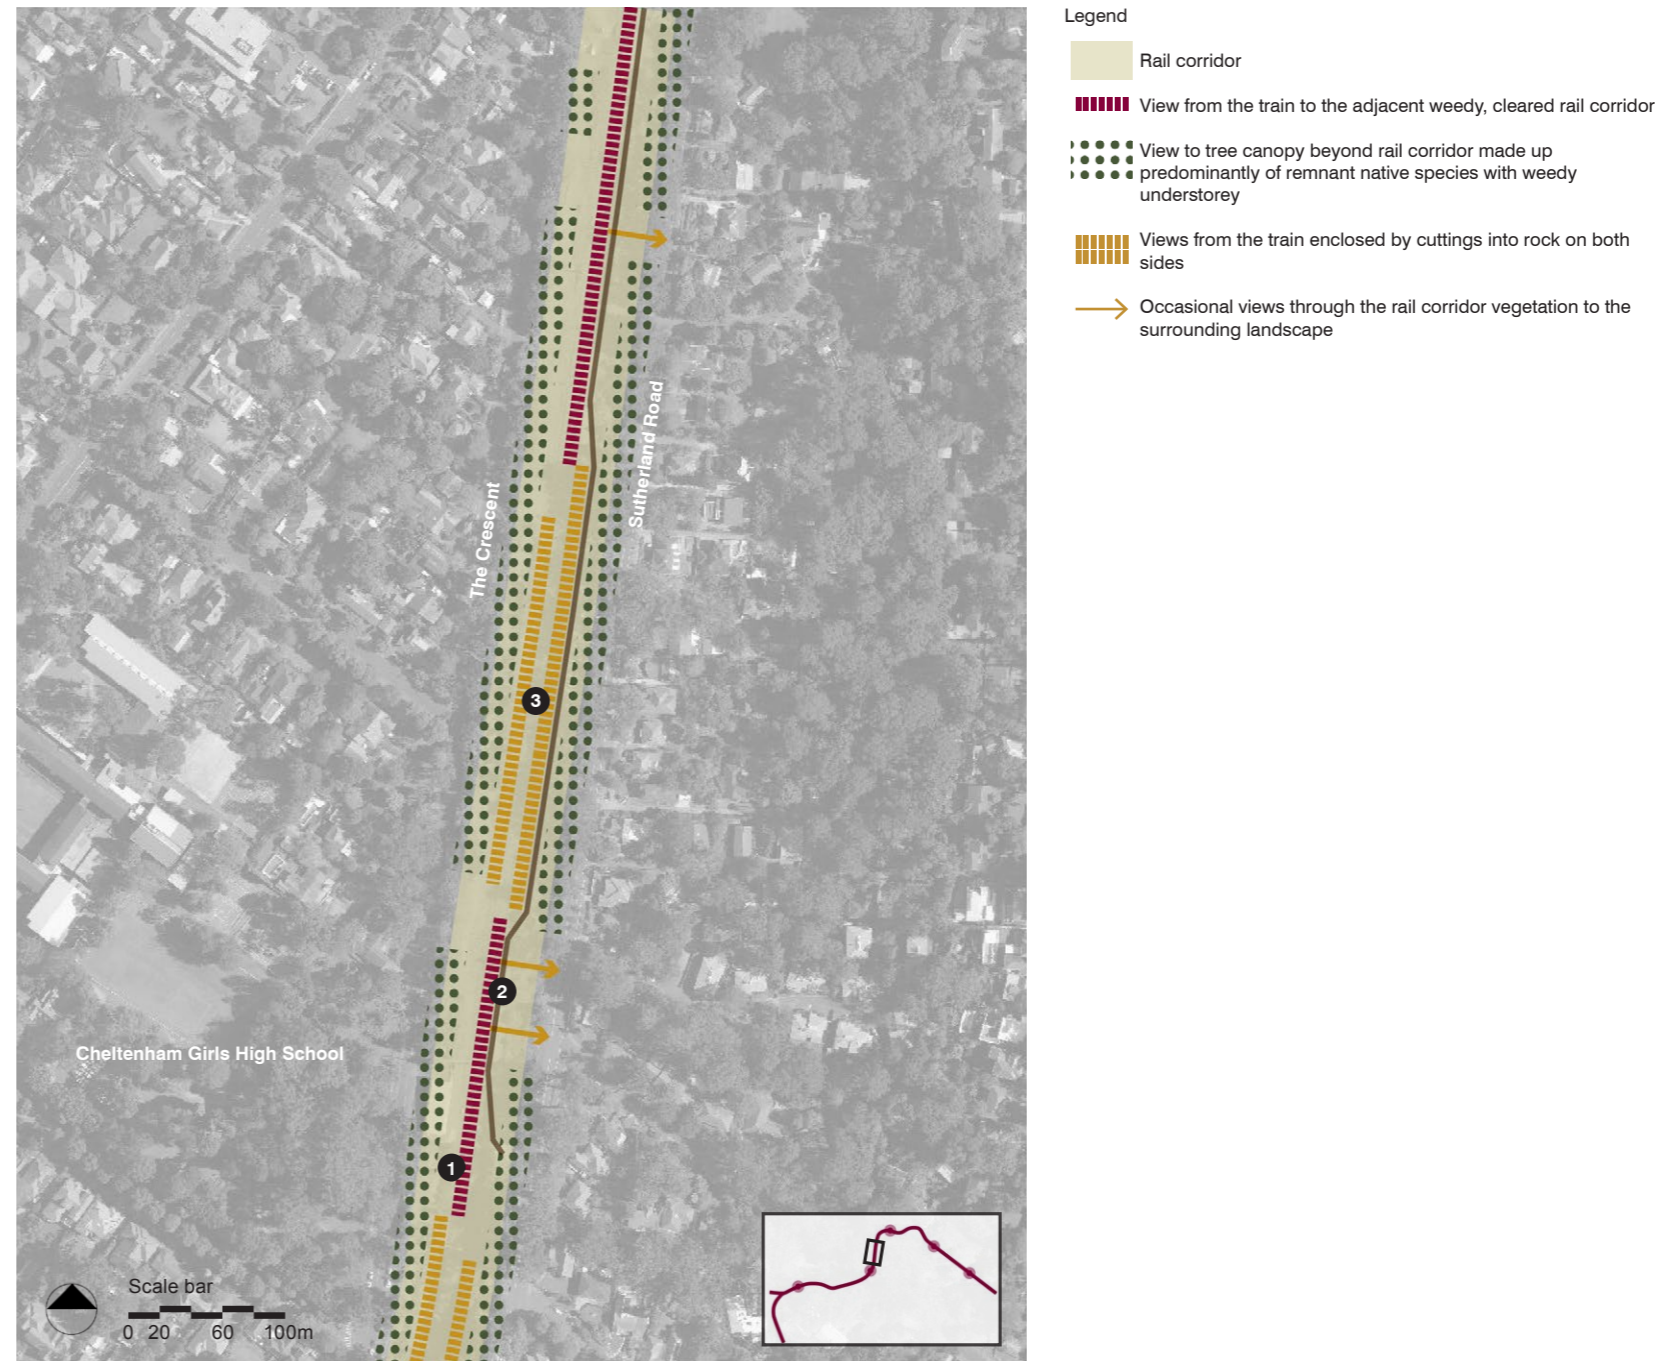 Legend
Rail corridor
View from the train to the adjacent weedy, cleared rail corridor
View to tree canopy beyond rail corridor made up
predominantly of remnant native species with weedy
understorey
Views from the train enclosed by cuttings into rock on both
sides
Occasional views through the rail corridor vegetation to the
surrounding landscape
Sutherland Road
The Crescent
3
2
Cheltenham Girls High School
1
Scale bar
0 20 60 100m